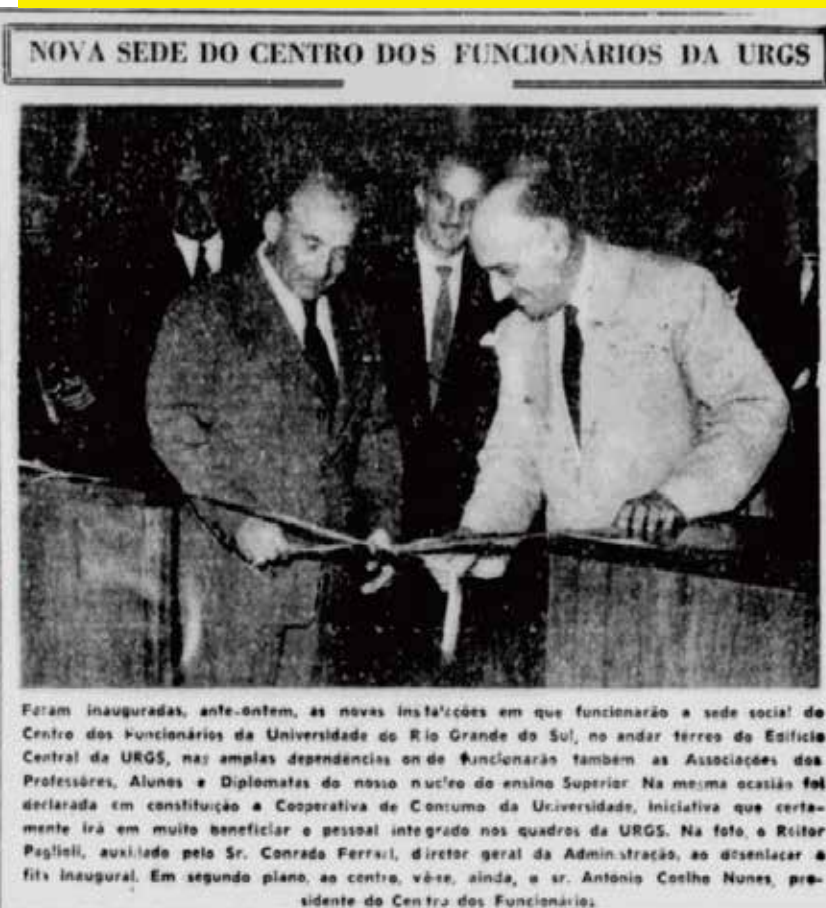 NOVA SEDE DO CENTRO DOS FUNCIONÁRIOS DA URGS
Foram inauguradas, ante-ontem, as novas instalações em que funcionarão a sede social do
Centro dos Funcionários da Universidade do Rio Grande do Sul, no andar térreo do Edifício
Central da URGS, nas amplas dependências onde funcionarão também as Associações dos
Professôres, Alunos e Diplomatas do nosso nucleo do ensino Superior. Na mesma ocasião foi
declarada em constituição a Cooperativa de Consumo da Universidade, iniciativa que certa-
mente irá em muito beneficiar o pessoal integrado nos quadros da URGS. Na foto, o Reitor
Paglioli, auxiliado pelo Sr. Conrado Ferrari, diretor geral da Administração, ao desenlaçar a
fita inaugural. Em segundo plano, ao centro, vê-se, ainda, o sr. Antonio Coelho Nunes, pre-
sidente do Centro dos Funcionários